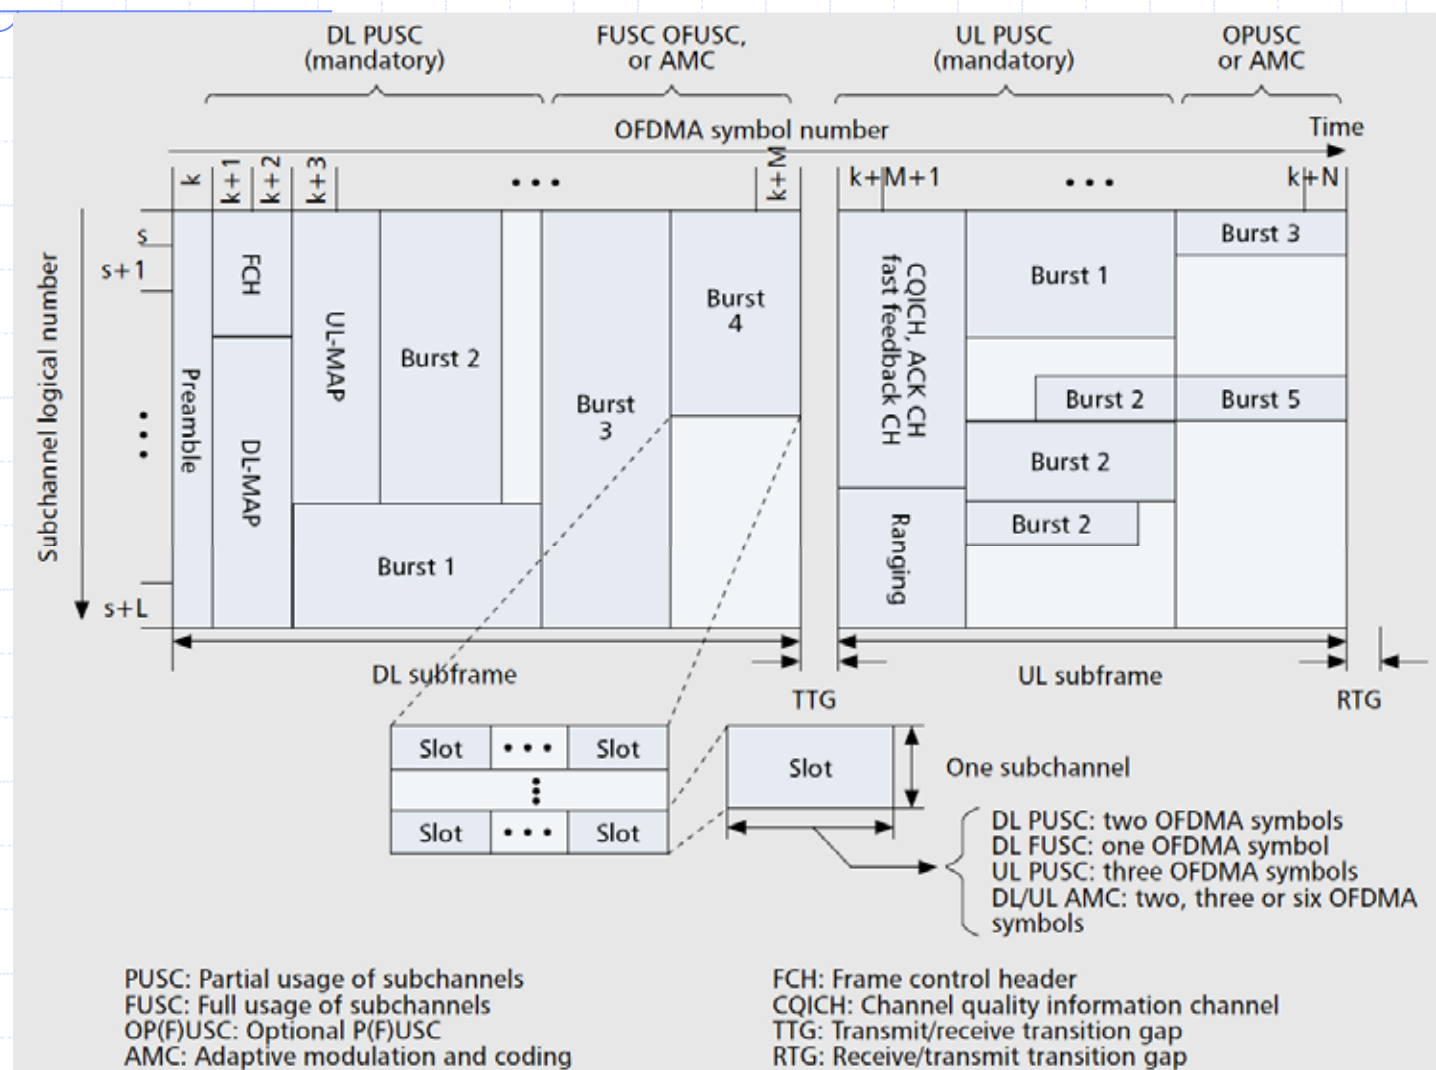 DL PUSC
(mandatory)
FUSC OFUSC,
or AMC
UL PUSC
(mandatory)
OPUSC
or AMC
OFDMA symbol number
Time
k
k+1
k+2
k+3
• • •
k+M
k+M+1
• • •
k+N
Subchannel logical number
s
s+1
s+L
Preamble
FCH
DL-MAP
UL-MAP
Burst 2
Burst 1
Burst
3
Burst
4
CQICH, ACK CH
fast feedback CH
Ranging
Burst 1
Burst 2
Burst 2
Burst 2
Burst 3
Burst 5
DL subframe
TTG
UL subframe
RTG
Slot • • • Slot
Slot • • • Slot
Slot
One subchannel
DL PUSC: two OFDMA symbols
DL FUSC: one OFDMA symbol
UL PUSC: three OFDMA symbols
DL/UL AMC: two, three or six OFDMA
symbols
PUSC: Partial usage of subchannels
FUSC: Full usage of subchannels
OP(F)USC: Optional P(F)USC
AMC: Adaptive modulation and coding
FCH: Frame control header
CQICH: Channel quality information channel
TTG: Transmit/receive transition gap
RTG: Receive/transmit transition gap